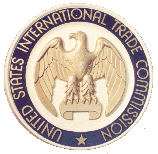 UNITED STATES INTERNATIONAL TRADE COMMISSION